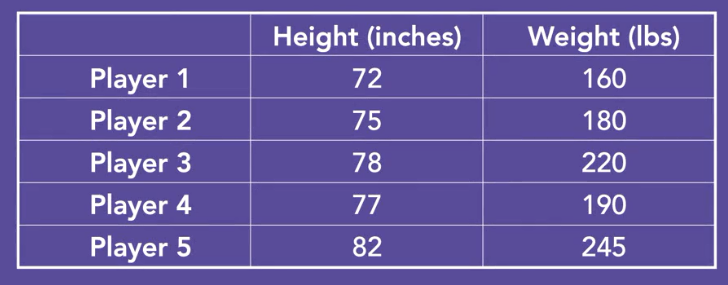 Height (inches) Weight (lbs)
Player 1 72 160
Player 2 75 180
Player 3 78 220
Player 4 77 190
Player 5 82 245